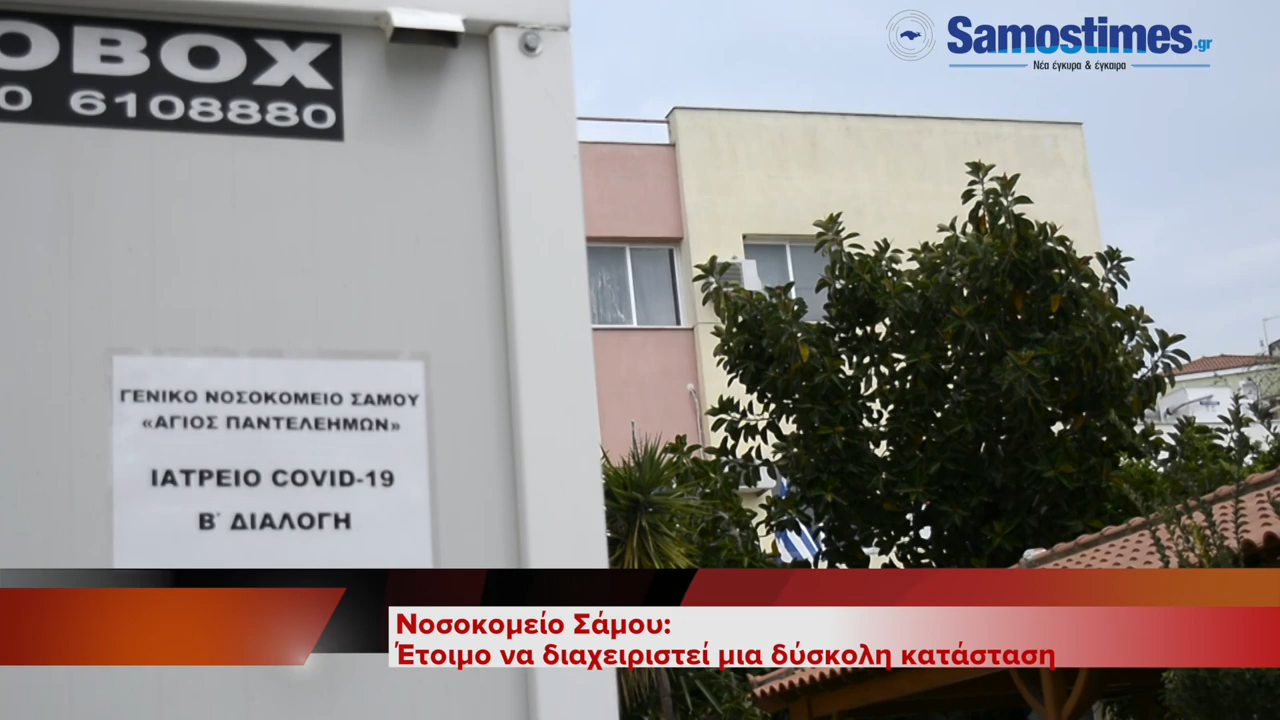 OBOX
0 6108880
Samostimes.gr
Νέα έγκυρα & έγκαιρα
ΓΕΝΙΚΟ ΝΟΣΟΚΟΜΕΙΟ ΣΑΜΟΥ
«ΑΓΙΟΣ ΠΑΝΤΕΛΕΗΜΩΝ»
ΙΑΤΡΕΙΟ COVID-19
Β΄ ΔΙΑΛΟΓΗ
Νοσοκομείο Σάμου:
Έτοιμο να διαχειριστεί μια δύσκολη κατάσταση